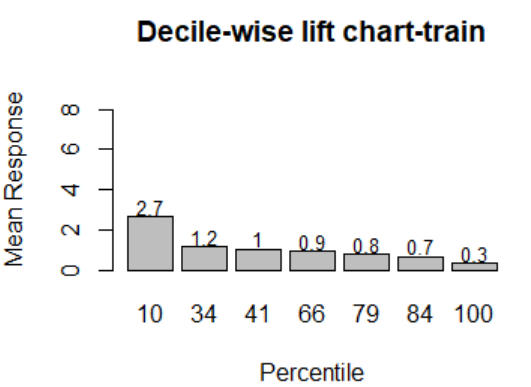 Decile-wise lift chart-train
Mean Response
8
6
4
2
0
2.7 1.2 1 0.9 0.8 0.7 0.3
10 34 41 66 79 84 100
Percentile